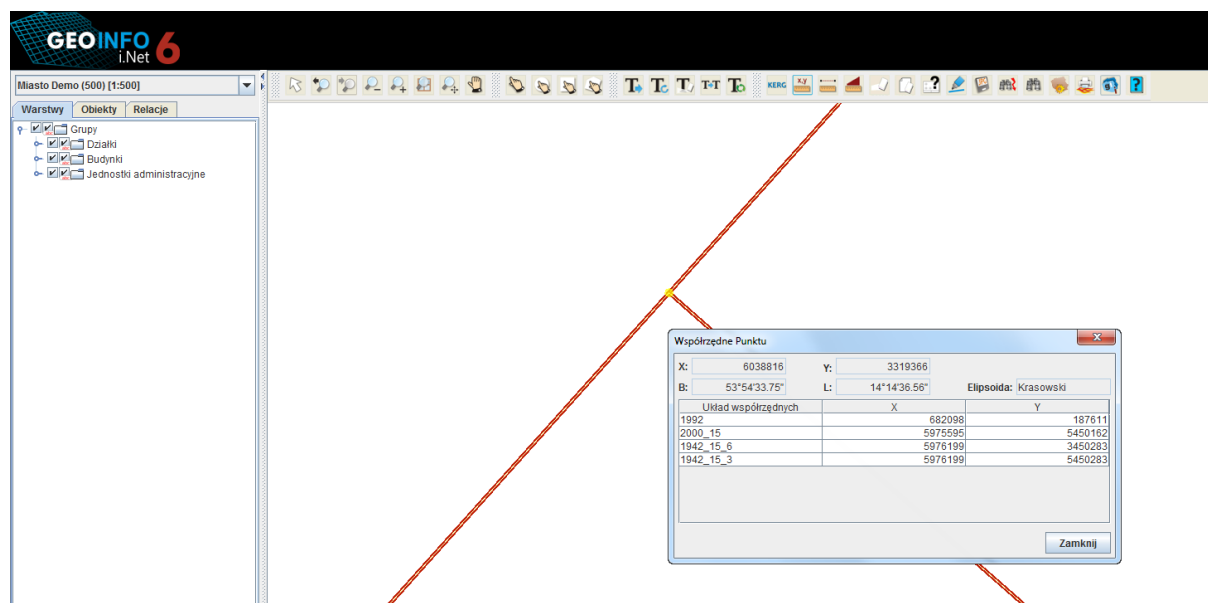 GEOINFO 6
i.Net
Miasto Demo (500) [1:500]
KERG X,Y
Warstwy Obiekty Relacje
Grupy
Działki
Budynki
Jednostki administracyjne
Współrzędne Punktu
X: 6038816 Y: 3319366
B: 53°54'33.75" L: 14°14'36.56" Elipsoida: Krasowski
Układ współrzędnych X Y
1992 682098 187611
2000_15 5975595 5450162
1942_15_6 5976199 3450283
1942_15_3 5976199 5450283
Zamknij